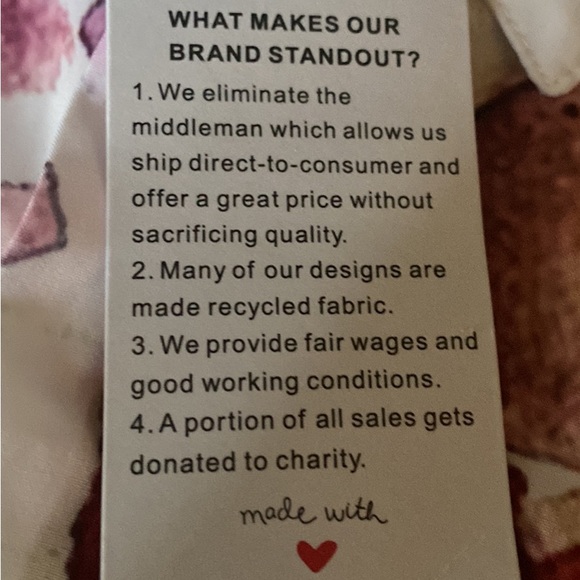 WHAT MAKES OUR
BRAND STANDOUT?
1. We eliminate the
middleman which allows us
ship direct-to-consumer and
offer a great price without
sacrificing quality.
2. Many of our designs are
made recycled fabric.
3. We provide fair wages and
good working conditions.
4. A portion of all sales gets
donated to charity.
made with